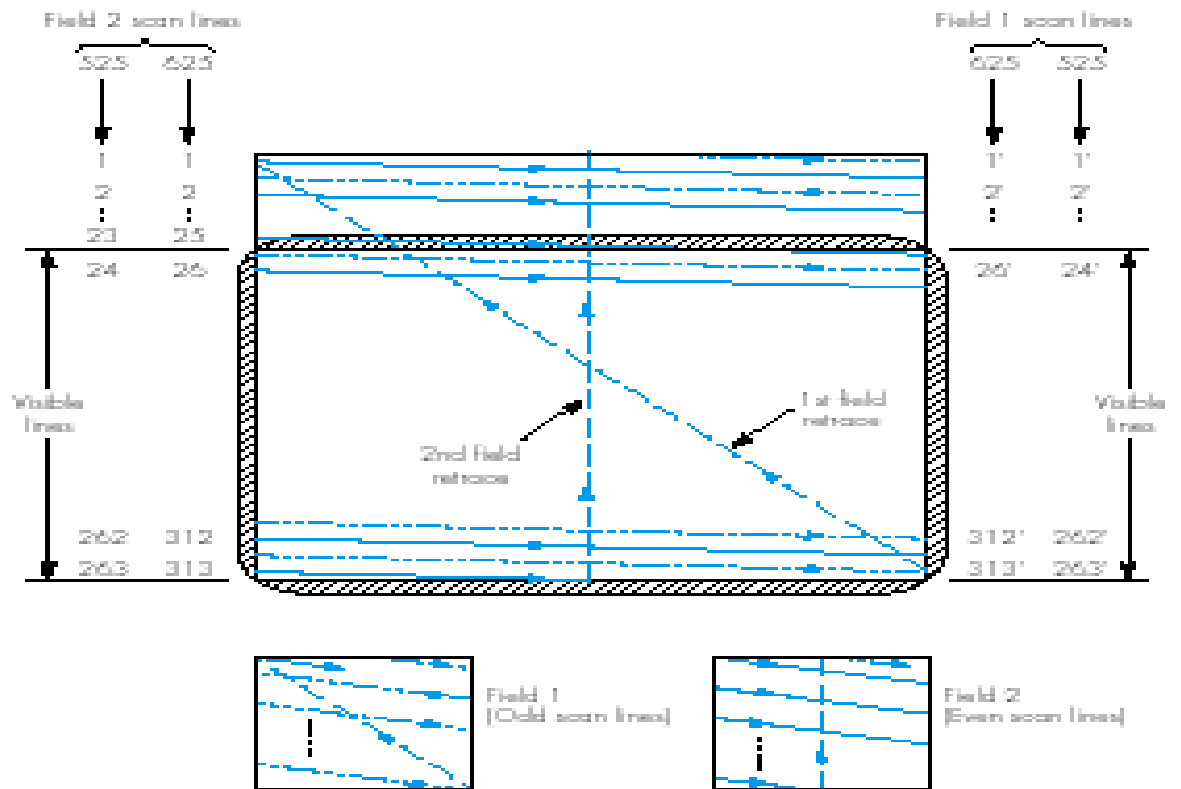 Field 2 scan lines
Field 1 scan lines
525 625
625 525
1 1
1' 1'
2 2
2' 2'
23 25
24 26
26' 24'
Visible
lines
1st field
retrace
Visible
lines
2nd field
retrace
262 312
312' 262'
263 313
313' 263'
Field 1
(Odd scan lines)
Field 2
(Even scan lines)